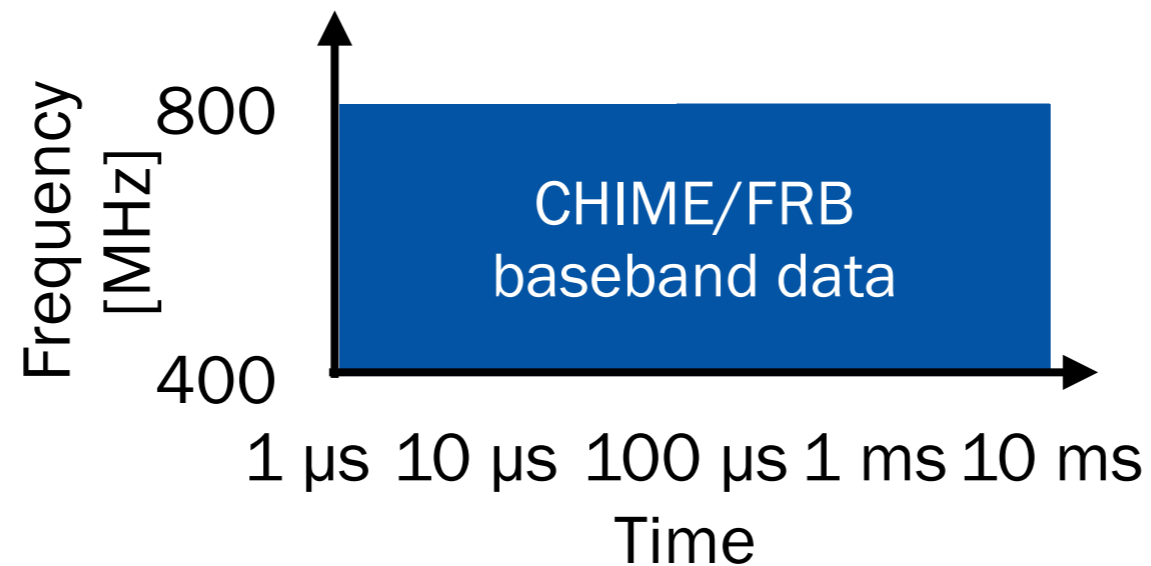 Frequency
[MHz]
800
CHIME/FRB
baseband data
400
1 µs 10 µs 100 µs 1 ms 10 ms
Time